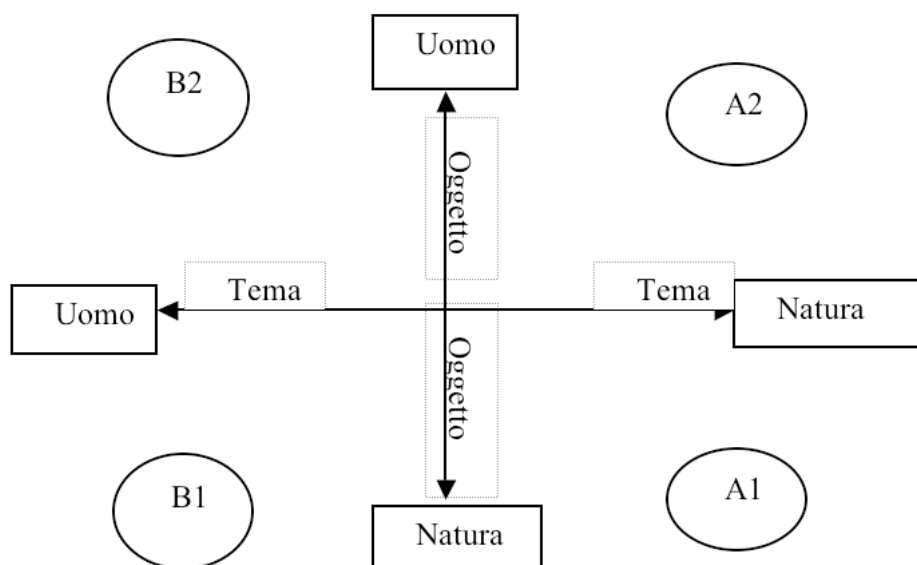 Uomo
B2
A2
Oggetto
Tema
Tema
Uomo
Natura
Oggetto
B1
A1
Natura